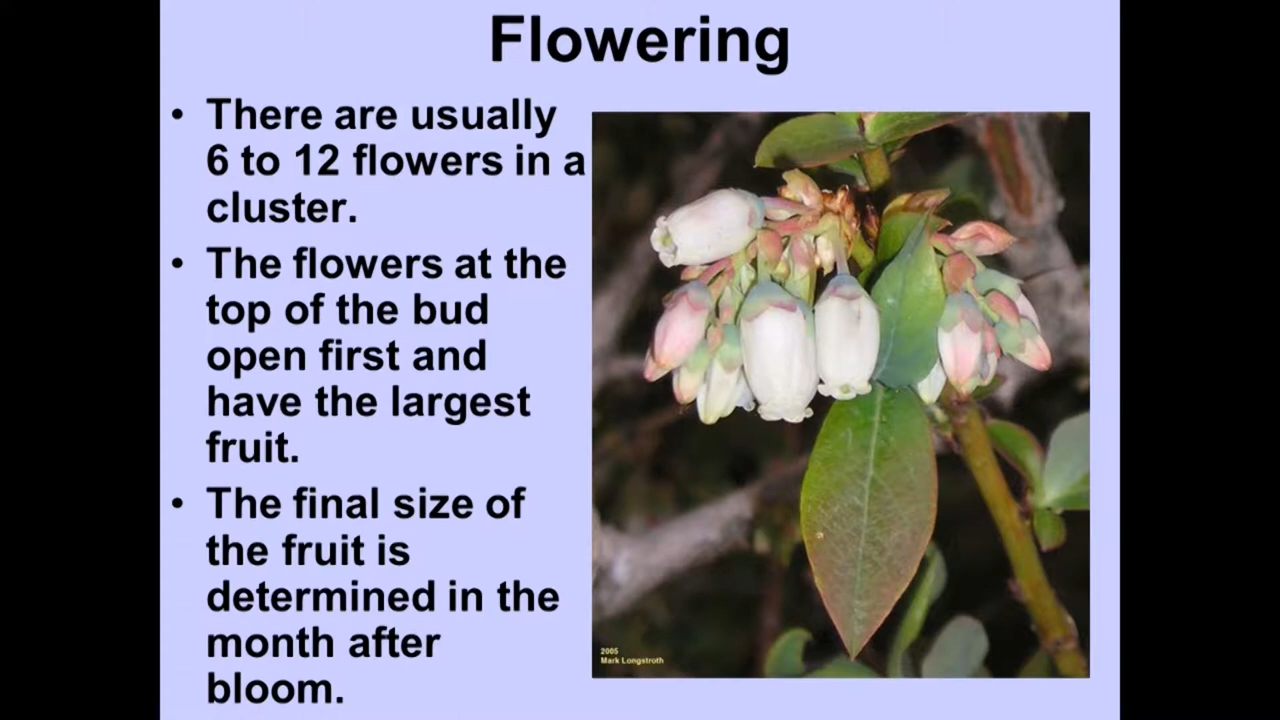 Flowering
• There are usually
6 to 12 flowers in a
cluster.
• The flowers at the
top of the bud
open first and
have the largest
fruit.
• The final size of
the fruit is
determined in the
month after
bloom.
2005
Mark Longstroth